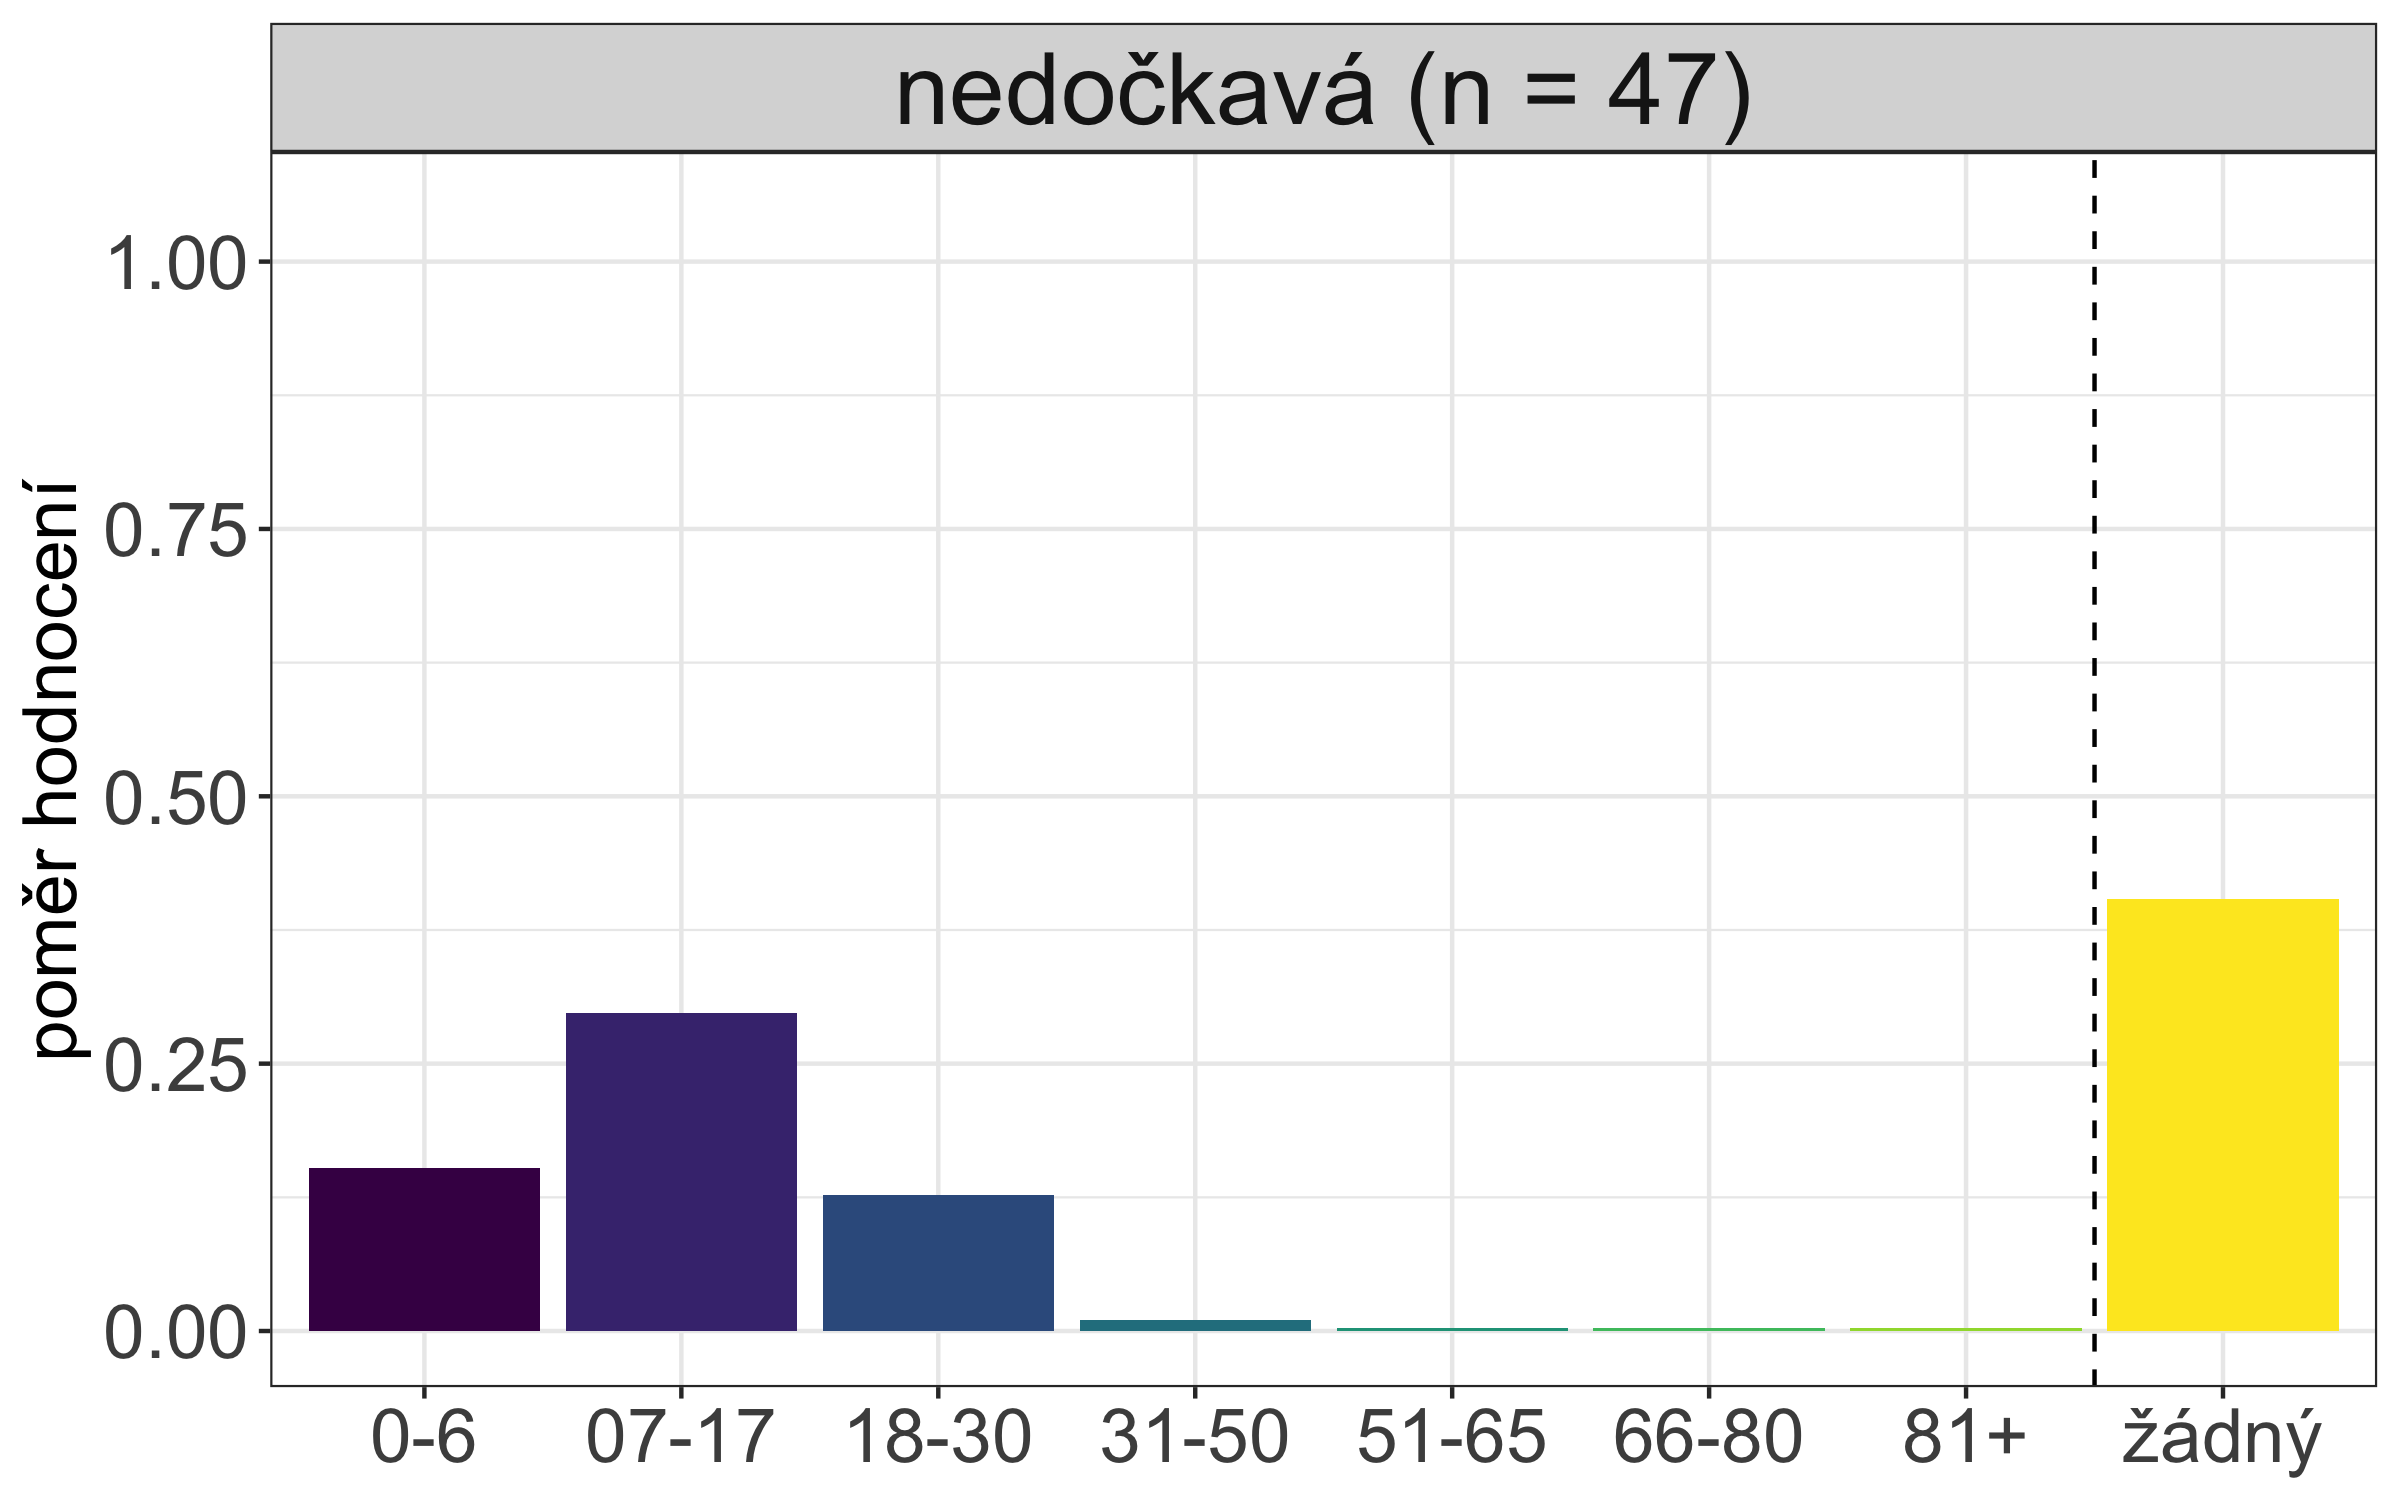 nedočkavá (n = 47)
poměr hodnocení
1.00
0.75
0.50
0.25
0.00
0-6 07-17 18-30 31-50 51-65 66-80 81+ žádný